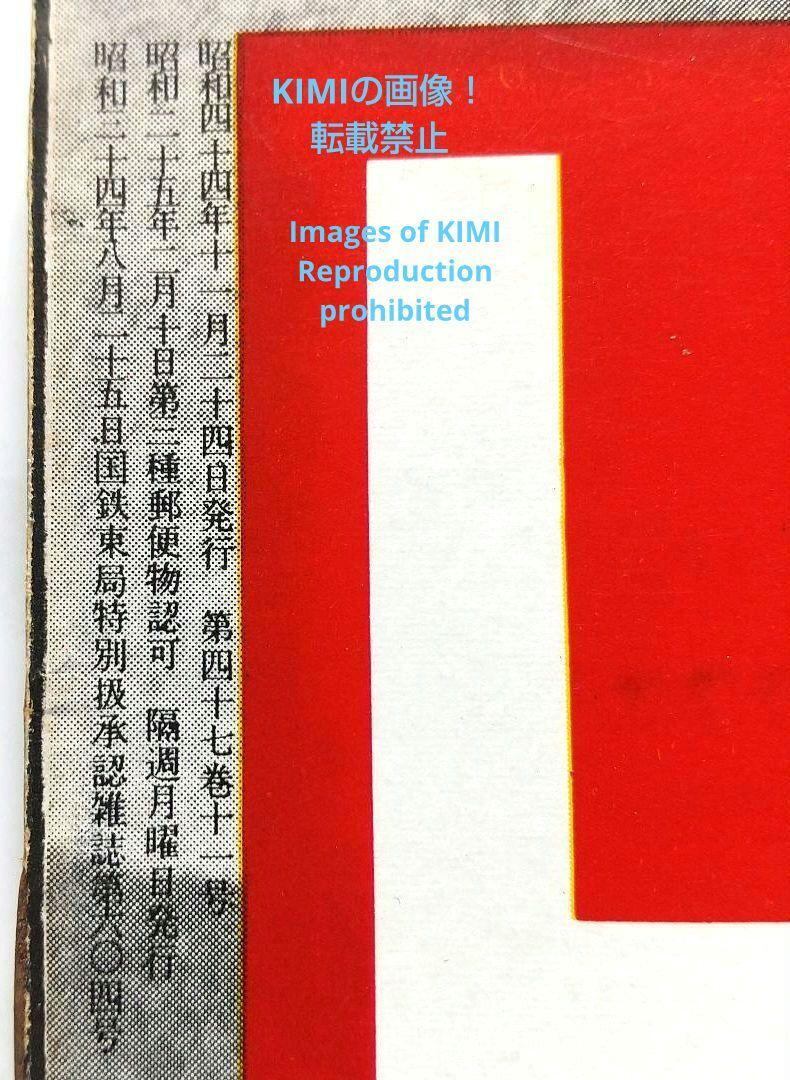 KIMIの画像！
転載禁止
Images of KIMI
Reproduction
prohibited
昭和四十四年十一月二十四日発行　第四十七巻十一号
昭和二十五年二月十日第三種郵便物認可　隔週月曜日発行
昭和三十四年八月二十五日国鉄東局特別扱承認雑誌第六〇四号